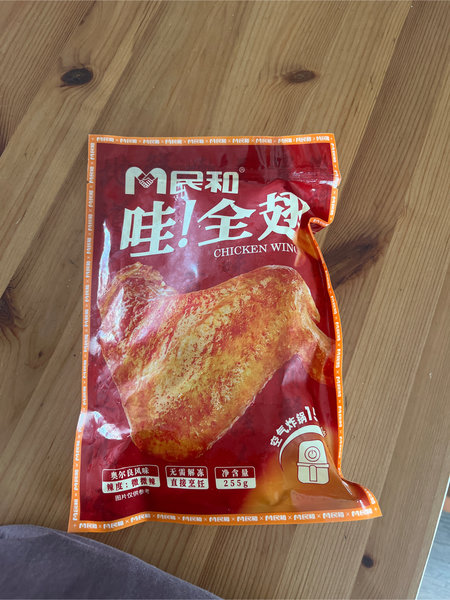 M民和®
哇!全翅
CHICKEN WING
空气炸锅1
奥尔良风味
辣度:微微辣
无需解冻
直接烹饪
净含量
255g
图片仅供参考